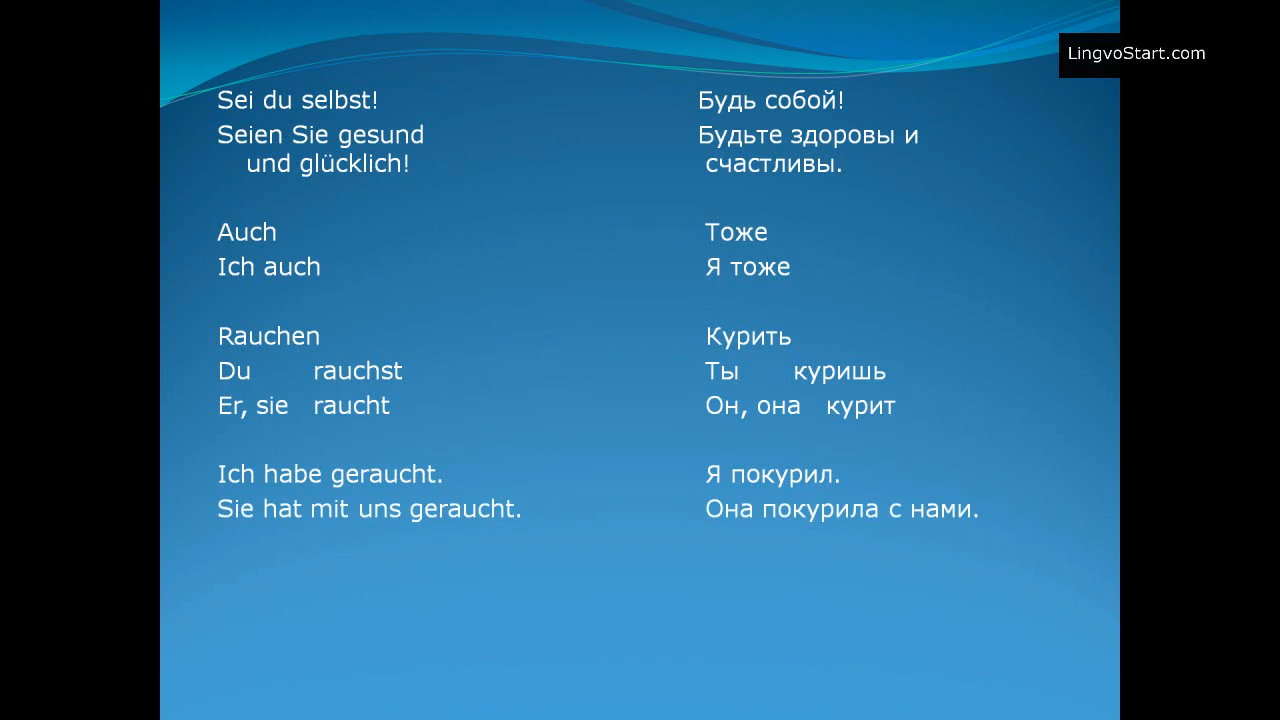 LingvoStart.com
Sei du selbst! Будь собой!
Seien Sie gesund Будьте здоровы и
und glücklich! счастливы.
Auch Тоже
Ich auch Я тоже
Rauchen Курить
Du rauchst Ты куришь
Er, sie raucht Он, она курит
Ich habe geraucht. Я покурил.
Sie hat mit uns geraucht. Она покурила с нами.